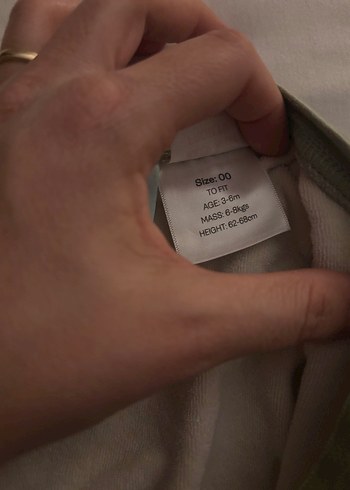 Size: 00
TO FIT
AGE: 3-6m
MASS: 6-8kgs
HEIGHT: 62-68cm